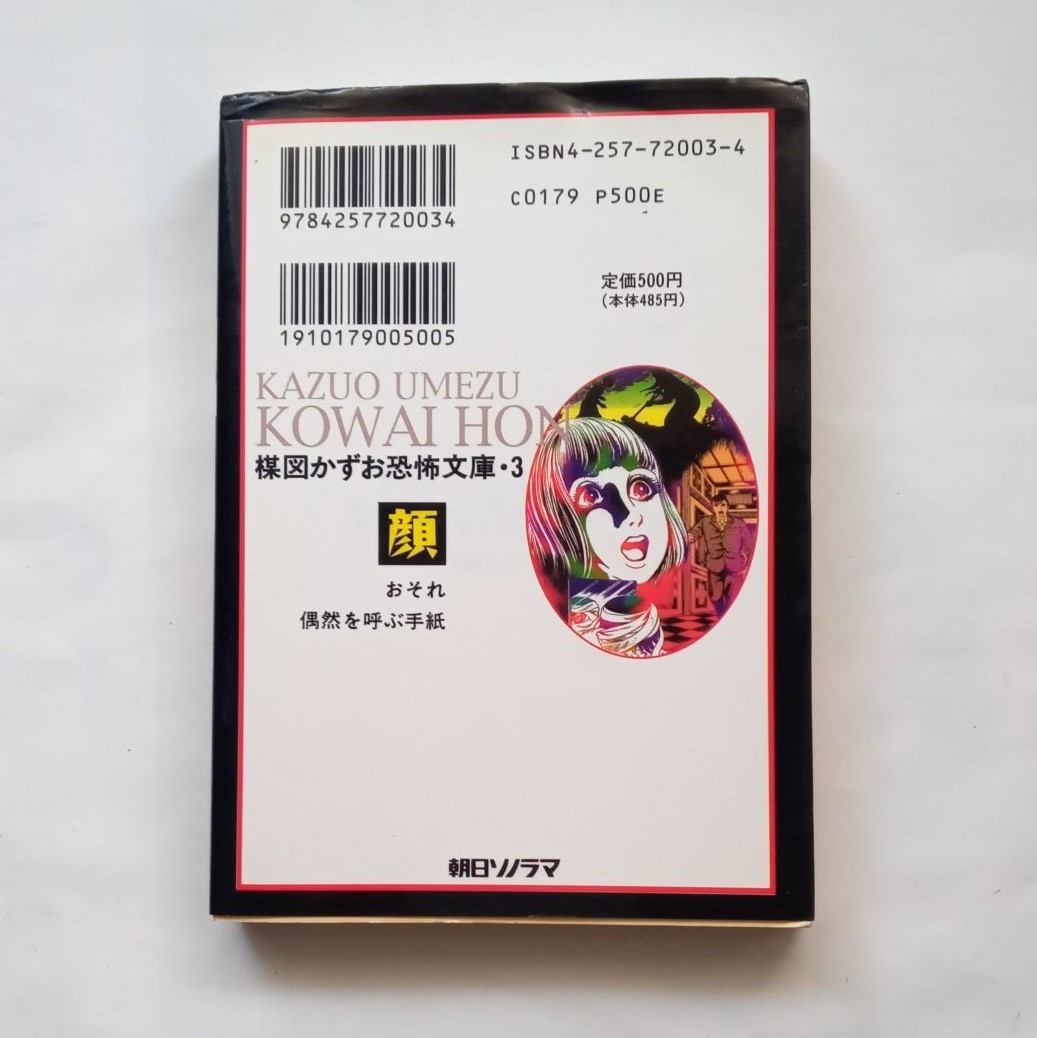 ISBN4-257-72003-4
9784257720034
C0179 P500E
定価500円
(本体485円)
1910179005005
KAZUO UMEZU
KOWAI HON
楳図かずお恐怖文庫・3
顔
おそれ
偶然を呼ぶ手紙
朝日ソノラマ